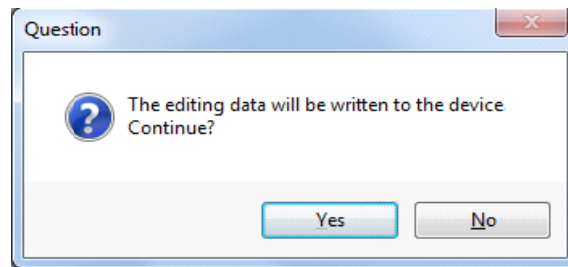 Question
The editing data will be written to the device
Continue?
Yes
No